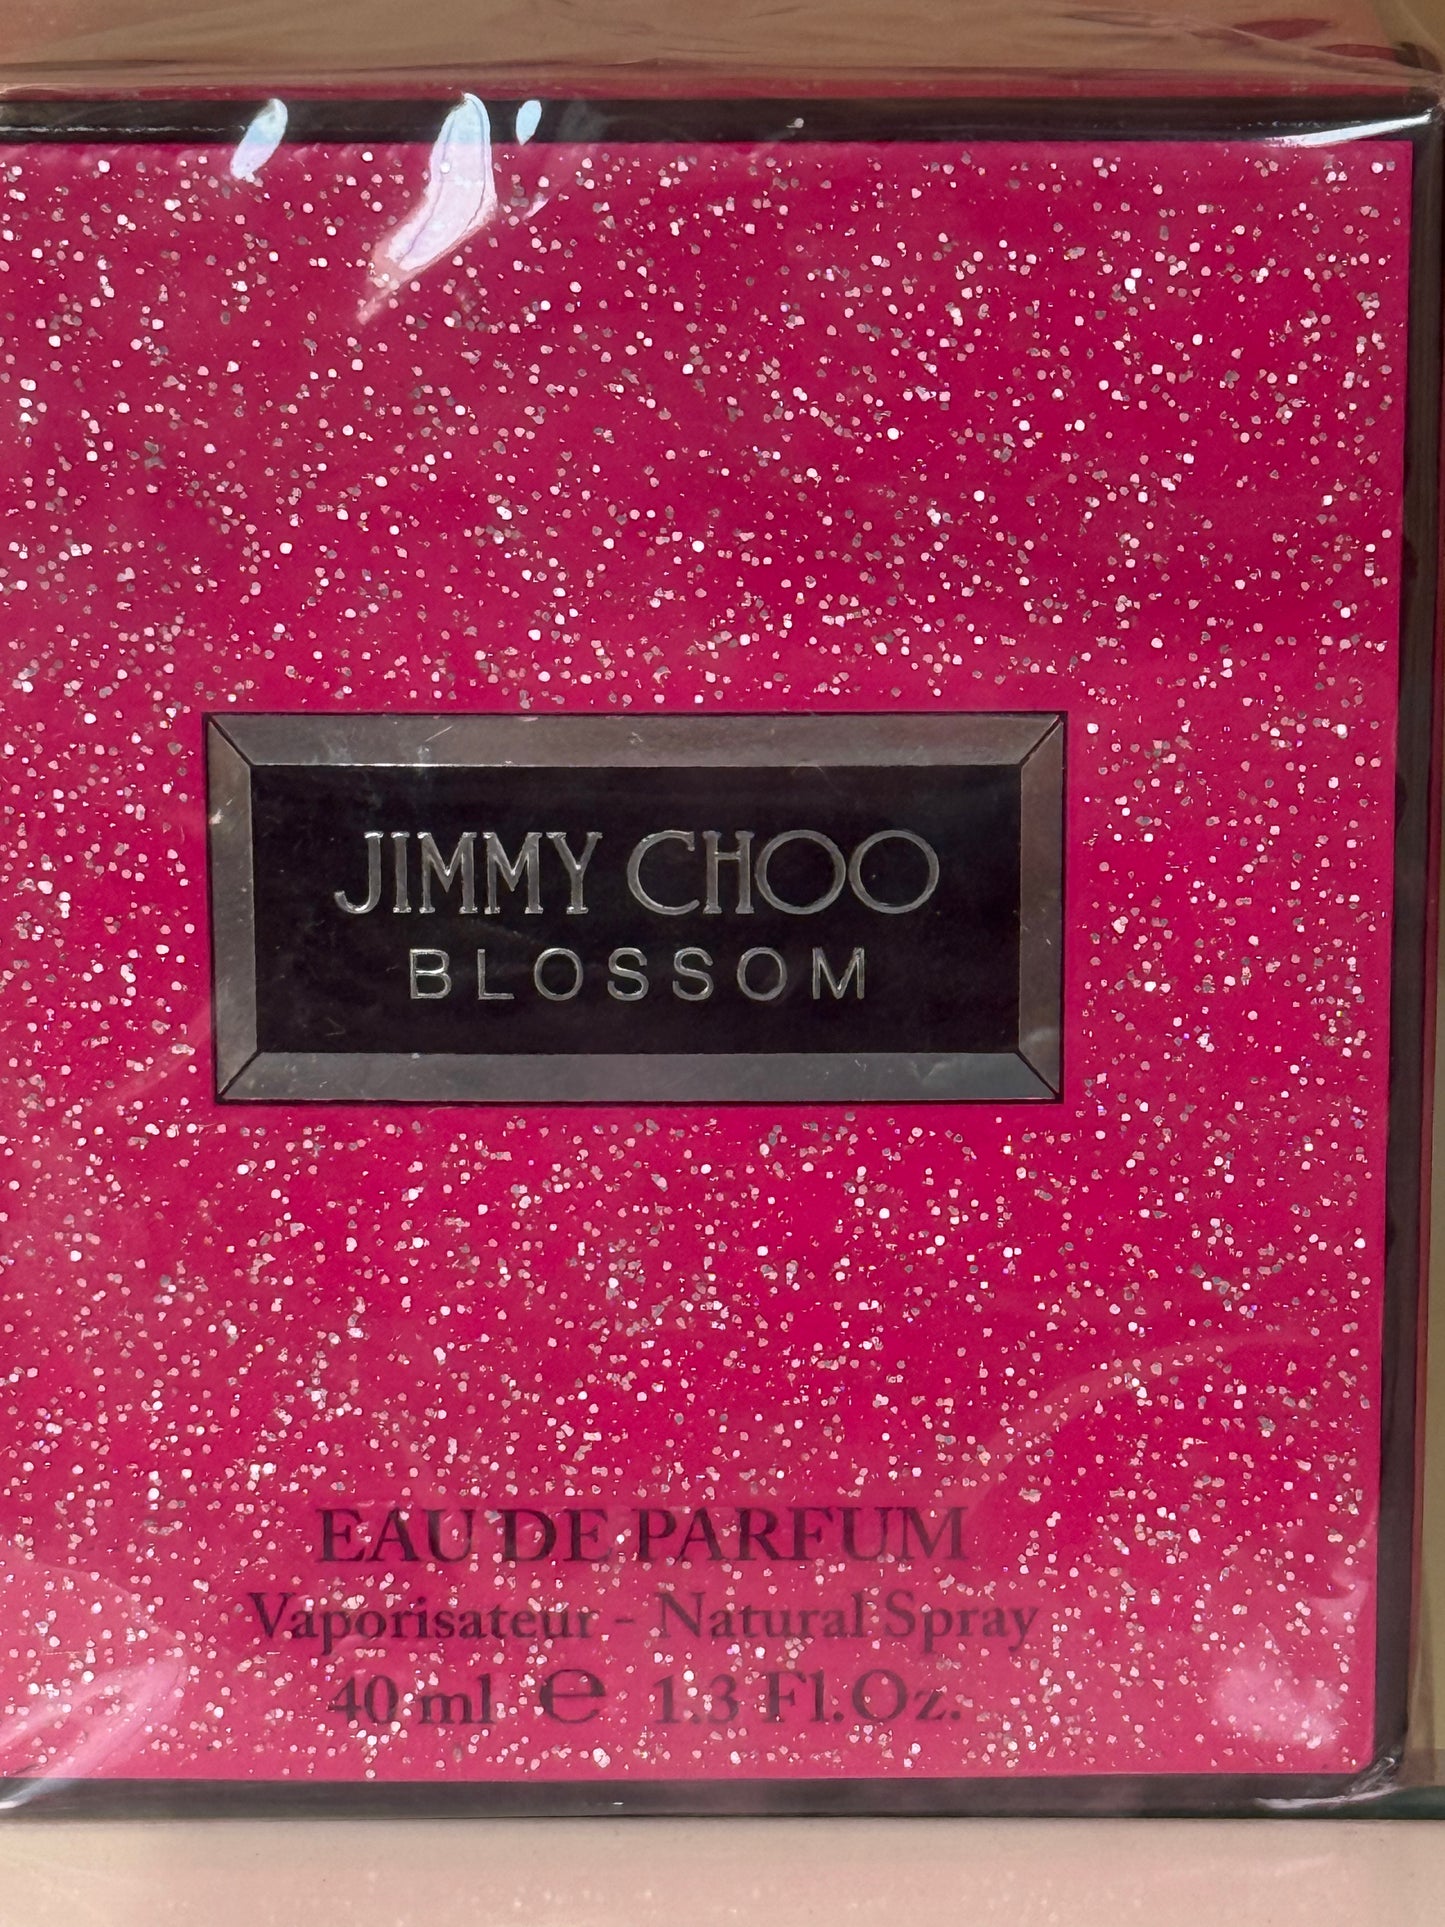 JIMMY CHOO
BLOSSOM
EAU DE PARFUM
Vaporisateur - Natural Spray
40 ml e 1.3 Fl.Oz.